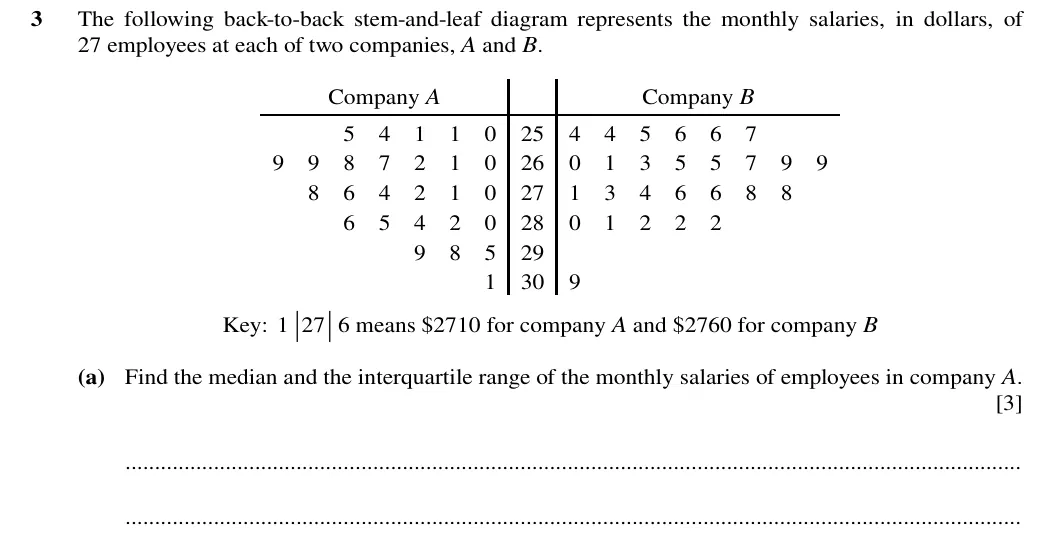 3 The following back-to-back stem-and-leaf diagram represents the monthly salaries, in dollars, of
27 employees at each of two companies, A and B.
Company A Company B
5 4 1 1 0 25 4 4 5 6 6 7
9 9 8 7 2 1 0 26 0 1 3 5 5 7 9 9
8 6 4 2 1 0 27 1 3 4 6 6 8 8
6 5 4 2 0 28 0 1 2 2 2
9 8 5 29
1 30 9
Key: 1 |27| 6 means $2710 for company A and $2760 for company B
(a) Find the median and the interquartile range of the monthly salaries of employees in company A.
[3]